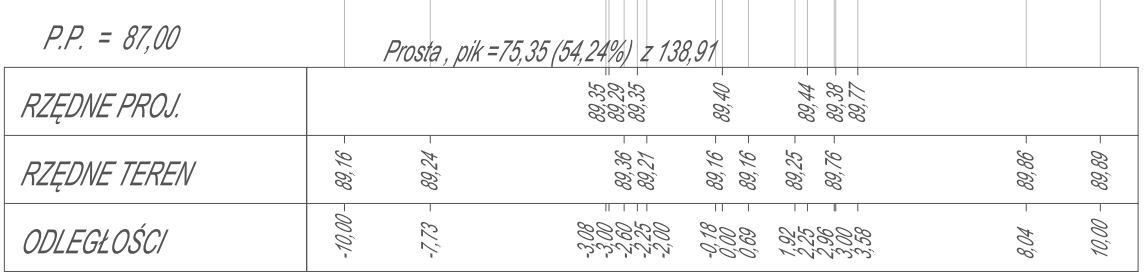 P.P. = 87,00
Prosta , pik =75,35 (54,24%) z 138,91
RZĘDNE PROJ. 89,35 89,29 89,35 89,40 89,44 89,38 89,77
RZĘDNE TEREN 89,16 89,24 89,36 89,21 89,16 89,16 89,25 89,76 89,86 89,89
ODLEGŁOŚCI -10,00 -7,73 -3,08 -3,00 -2,60 -2,25 -2,00 -0,18 0,00 0,69 1,92 2,25 2,96 3,00 3,58 8,04 10,00